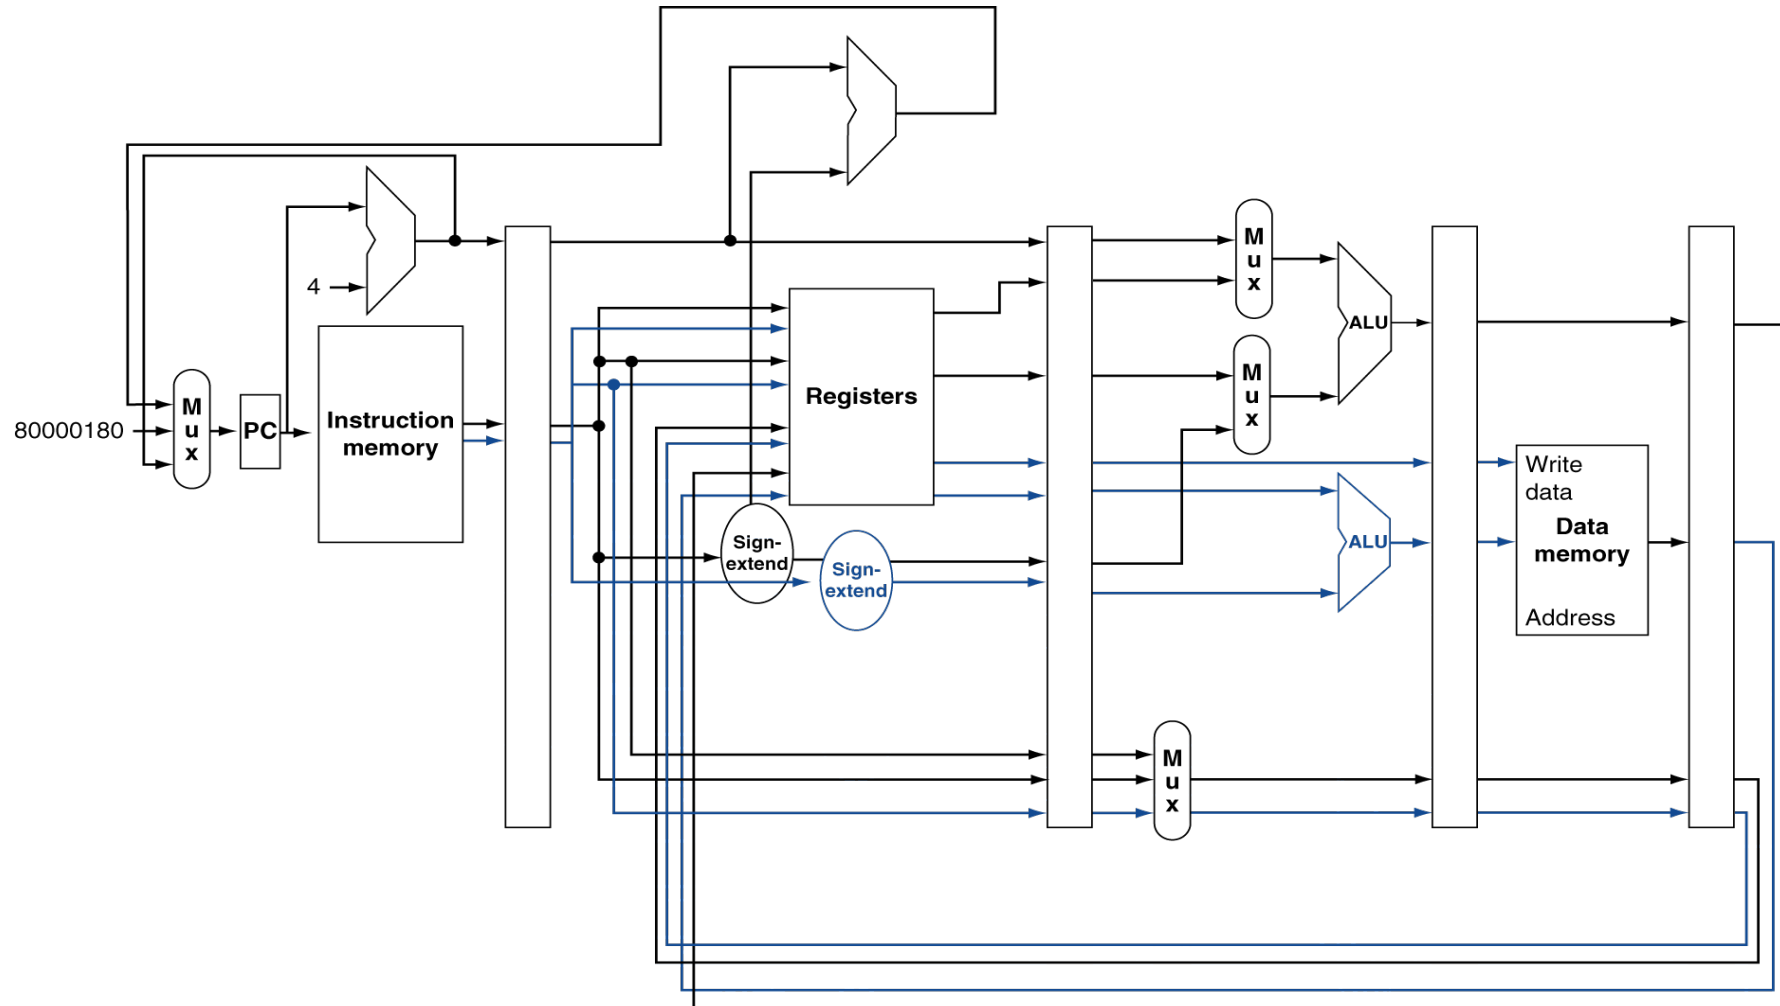 4
80000180
M
u
x
PC
Instruction
memory
Registers
Sign-
extend
Sign-
extend
M
u
x
M
u
x
ALU
ALU
M
u
x
Write
data
Data
memory
Address